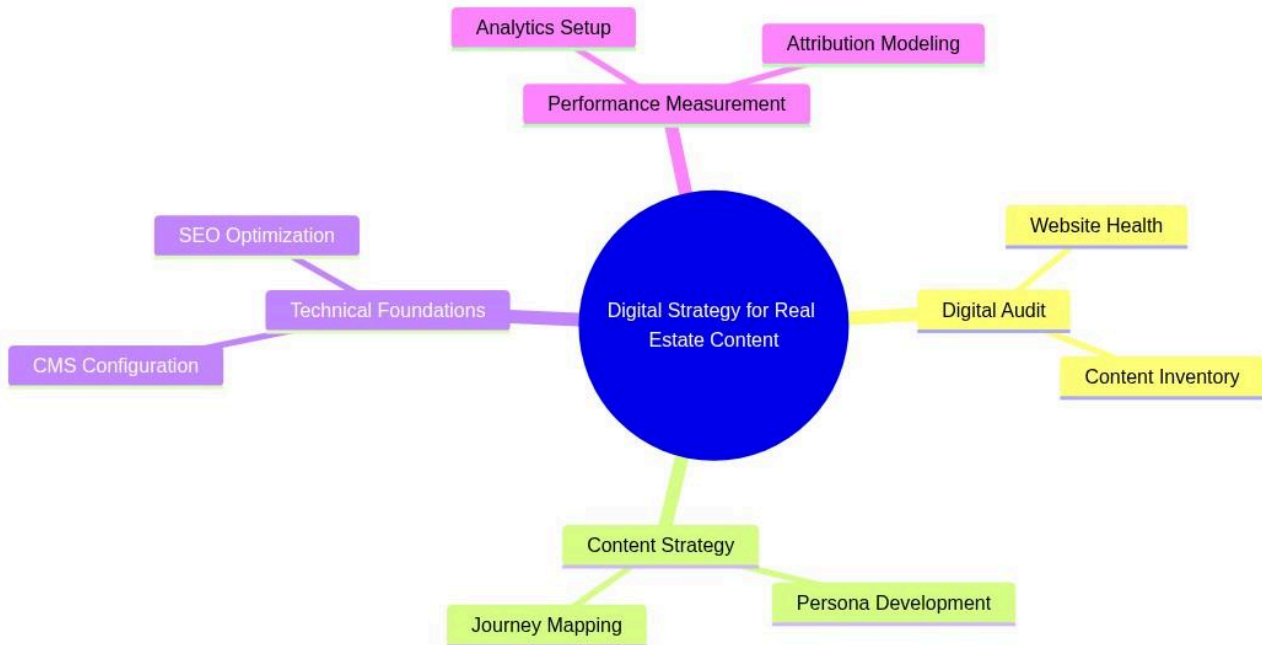 Analytics Setup
Attribution Modeling
Performance Measurement
SEO Optimization
Website Health
Technical Foundations
Digital Strategy for Real
Estate Content
Digital Audit
CMS Configuration
Content Inventory
Content Strategy
Persona Development
Journey Mapping